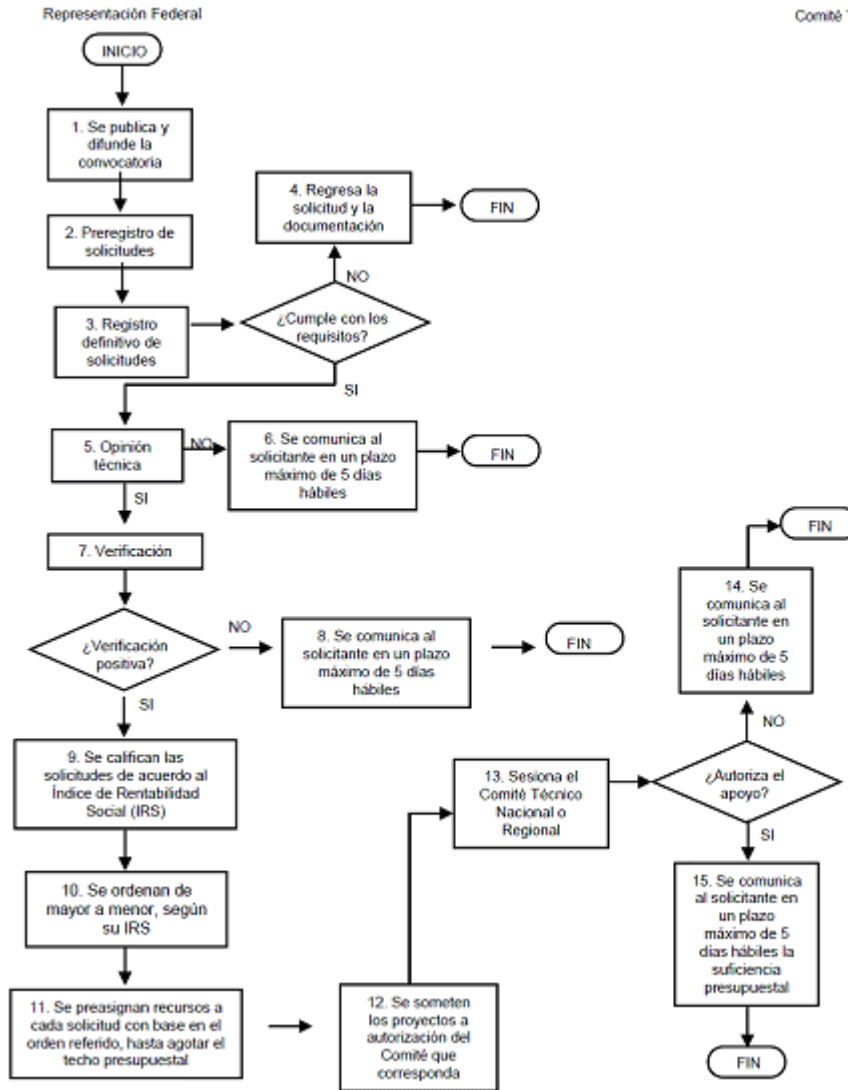 Representación Federal
Comité
INICIO
1. Se publica y
difunde la
convocatoria
2. Preregistro de
solicitudes
3. Registro
definitivo de
solicitudes
¿Cumple con los
requisitos?
NO
4. Regresa la
solicitud y la
documentación
FIN
SI
5. Opinión
técnica
NO
6. Se comunica al
solicitante en un plazo
máximo de 5 días
hábiles
FIN
SI
7. Verificación
¿Verificación
positiva?
NO
8. Se comunica al
solicitante en un plazo
máximo de 5 días
hábiles
FIN
SI
9. Se califican las
solicitudes de acuerdo al
Índice de Rentabilidad
Social (IRS)
10. Se ordenan de
mayor a menor, según
su IRS
11. Se preasignan recursos a
cada solicitud con base en el
orden referido, hasta agotar el
techo presupuestal
12. Se someten
los proyectos a
autorización del
Comité que
corresponda
13. Sesiona el
Comité Técnico
Nacional o
Regional
¿Autoriza el
apoyo?
NO
14. Se
comunica al
solicitante en
un plazo
máximo de 5
días hábiles
FIN
SI
15. Se comunica
al solicitante en
un plazo
máximo de 5
días hábiles la
suficiencia
presupuestal
FIN